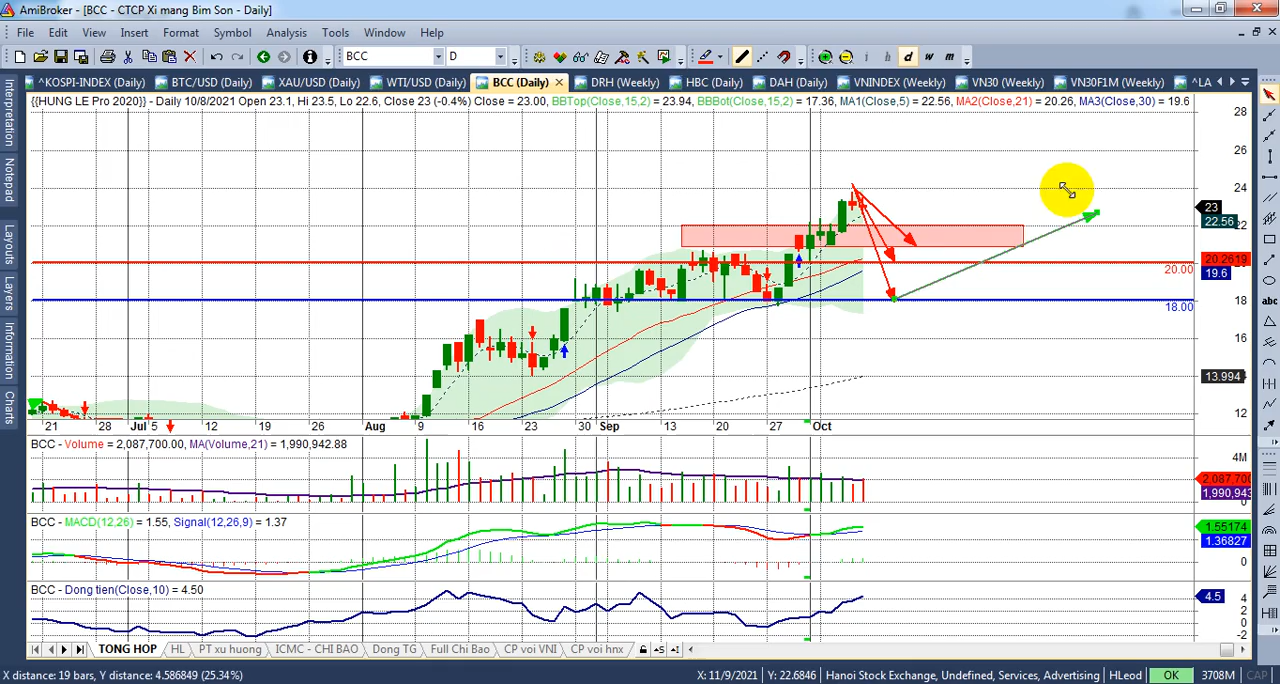 AmiBroker - [BCC - CTCP Xi mang Bim Son - Daily]
File Edit View Insert Format Symbol Analysis Tools Window Help
BCC D i h d w m
^KOSPI-INDEX (Daily) BTC/USD (Daily) XAU/USD (Daily) WTI/USD (Daily) BCC (Daily) DRH (Weekly) HBC (Daily) DAH (Daily) VNINDEX (Weekly) VN30 (Weekly) VN30F1M (Weekly) ^LA
Interpretation
Notepad
Layouts
Layers
Information
Charts
{{HUNG LE Pro 2020}} - Daily 10/8/2021 Open 23.1, Hi 23.5, Lo 22.6, Close 23 (-0.4%) Close = 23.00, BBTop(Close,15,2) = 23.94, BBBot(Close,15,2) = 17.36, MA1(Close,5) = 22.56, MA2(Close,21) = 20.26, MA3(Close,30) = 19.6
28
26
24
23
22.56
22
20.2619
20.00
19.6
18
18.00
16
13.994
12
abc
21 28 Jul 5 12 19 26 Aug 9 16 23 30 Sep 13 20 27 Oct
BCC - Volume = 2,087,700.00, MA(Volume,21) = 1,990,942.88
4M
2,087,700
1,990,943
0
BCC - MACD(12,26) = 1.55, Signal(12,26,9) = 1.37
1.55174
1.36827
0
BCC - Dong tien(Close,10) = 4.50
4.5
4
2
0
-2
TONG HOP HL PT xu huong ICMC - CHI BAO Dong TG Full Chi Bao CP voi VNI CP voi hnx
X distance: 19 bars, Y distance: 4.586849 (25.34%) X: 11/9/2021 Y: 22.6846 Hanoi Stock Exchange, Undefined, Services, Advertising HLeod OK 3708M CAP